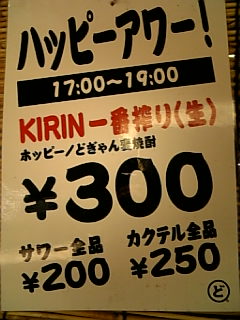 ハッピーアワー!
17:00〜19:00
KIRIN一番搾り(生)
ホッピー/どぎゃん麦焼酎
¥300
サワー全品 カクテル全品
¥200 ¥250
ど